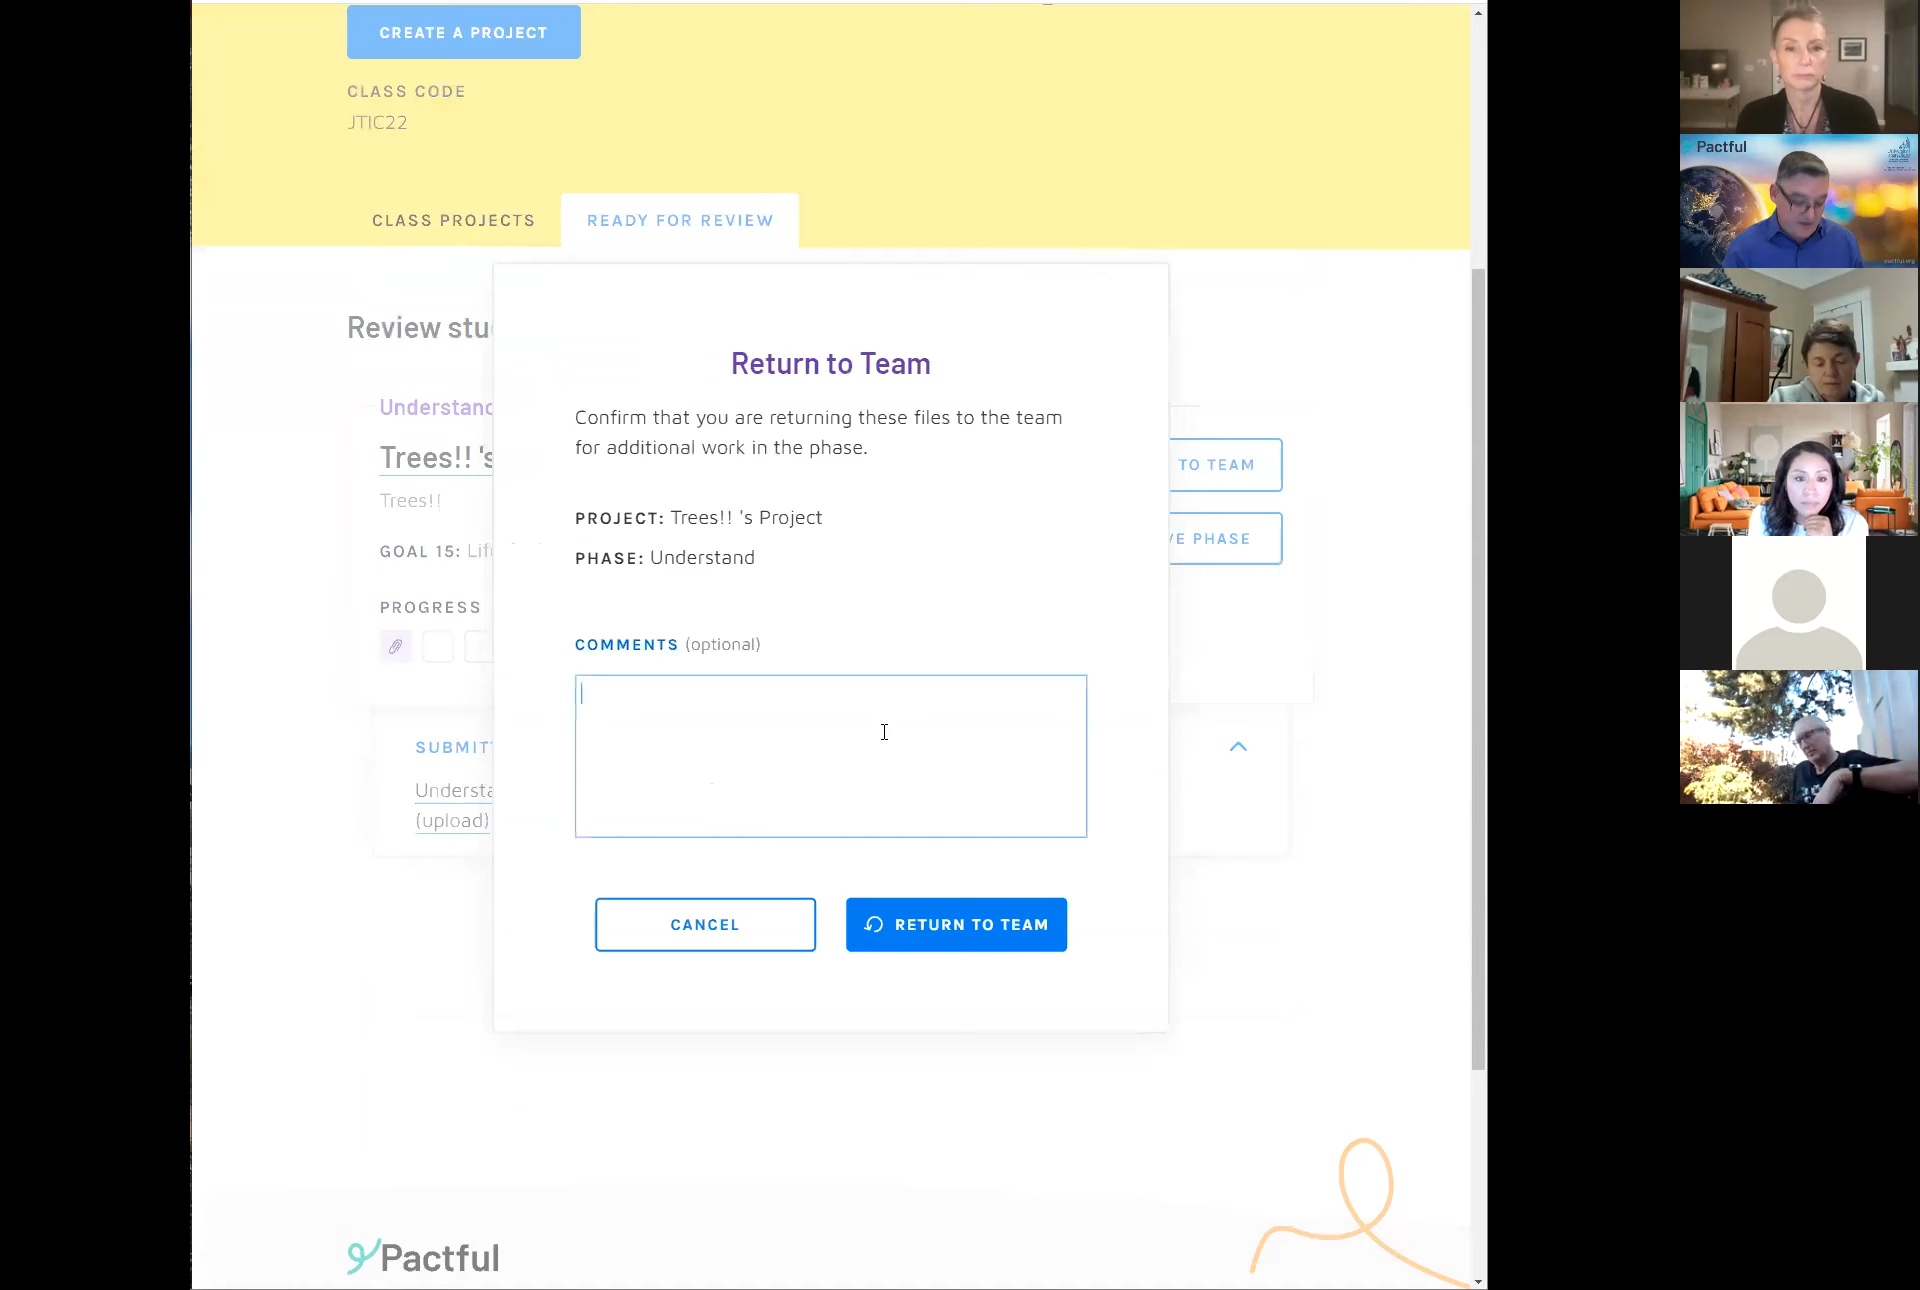 CREATE A PROJECT
CLASS CODE
JTIC22
CLASS PROJECTS
READY FOR REVIEW
Review stu
Return to Team
Confirm that you are returning these files to the team
for additional work in the phase.
Understand
Trees!! 's
Trees!!
GOAL 15: Life
PROGRESS
PROJECT: Trees!! 's Project
PHASE: Understand
TO TEAM
VE PHASE
COMMENTS (optional)
SUBMIT
Understa
(upload)
CANCEL
RETURN TO TEAM
Pactful
Pactful